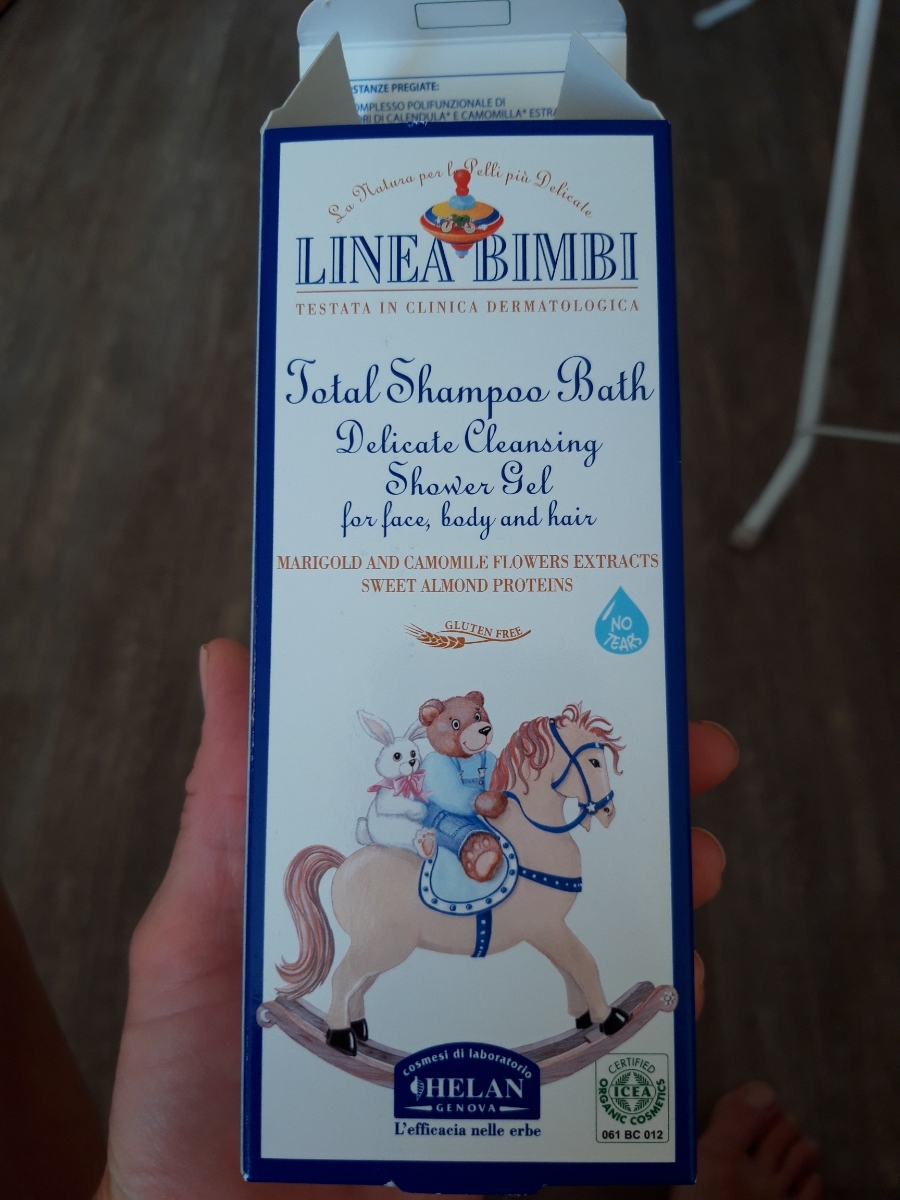 STANZE PREGIATE:
OMPLESSO POLIFUNZIONALE DI
RI DI CALENDULA* E CAMOMILLA* ESTRA
La Natura per le Pelli più Delicate
LINEA BIMBI
TESTATA IN CLINICA DERMATOLOGICA
Total Shampoo Bath
Delicate Cleansing
Shower Gel
for face, body and hair
MARIGOLD AND CAMOMILE FLOWERS EXTRACTS
SWEET ALMOND PROTEINS
GLUTEN FREE
NO
TEARS
cosmesi di laboratorio
HELAN
GENOVA
L'efficacia nelle erbe
CERTIFIED
ICEA
ORGANIC COSMETICS
061 BC 012